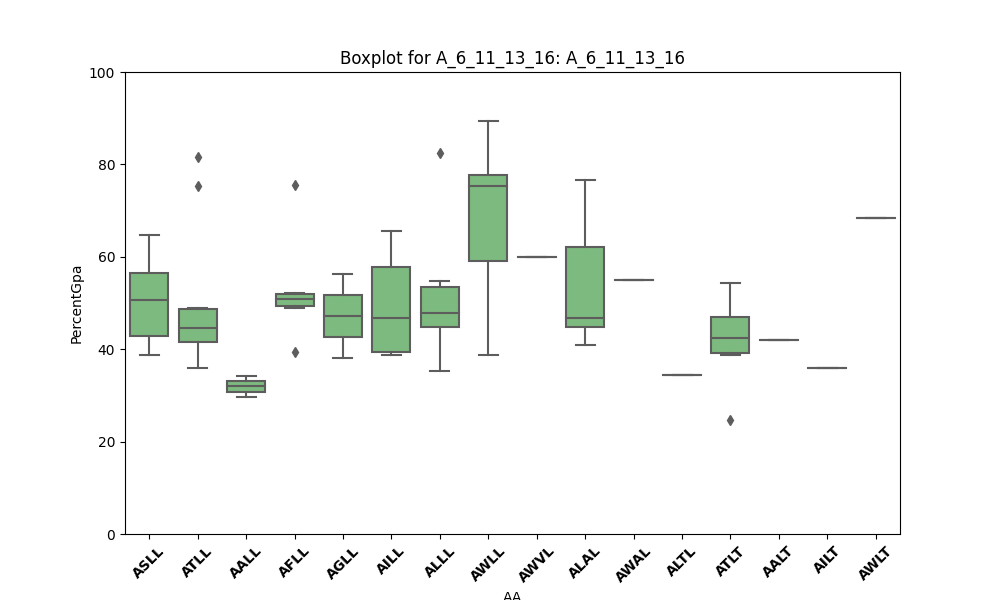 Boxplot for A_6_11_13_16: A_6_11_13_16
PercentGpa
100
80
60
40
20
0
ASLL ATLL AALL AFLL AGLL AILL ALLL AWLL AWVL ALAL AWAL ALTL ATLT AALT AILT AWLT
AA